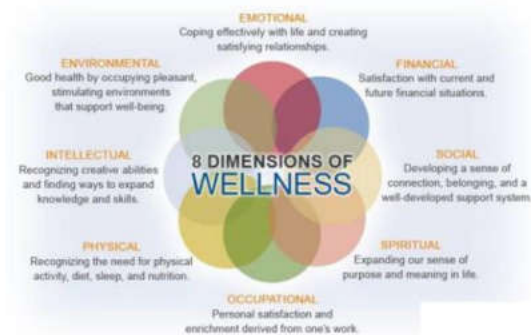 EMOTIONAL
Coping effectively with life and creating
satisfying relationships.
ENVIRONMENTAL
Good health by occupying pleasant,
stimulating environments
that support well-being.
FINANCIAL
Satisfaction with current and
future financial situations.
INTELLECTUAL
Recognizing creative abilities
and finding ways to expand
knowledge and skills.
8 DIMENSIONS OF
WELLNESS
SOCIAL
Developing a sense of
connection, belonging, and a
well-developed support system.
PHYSICAL
Recognizing the need for physical
activity, diet, sleep, and nutrition.
SPIRITUAL
Expanding our sense of
purpose and meaning in life.
OCCUPATIONAL
Personal satisfaction and
enrichment derived from one's work.